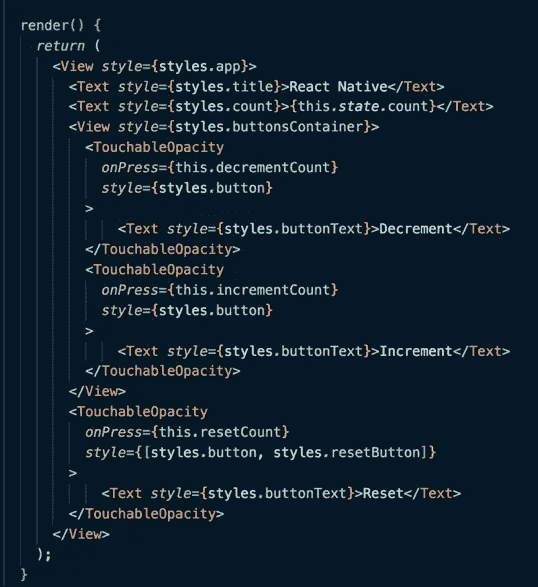 render() {
  return (
    <View style={styles.app}>
      <Text style={styles.title}>React Native</Text>
      <Text style={styles.count}>{this.state.count}</Text>
      <View style={styles.buttonsContainer}>
        <TouchableOpacity
          onPress={this.decrementCount}
          style={styles.button}
        >
            <Text style={styles.buttonText}>Decrement</Text>
        </TouchableOpacity>
        <TouchableOpacity
          onPress={this.incrementCount}
          style={styles.button}
        >
            <Text style={styles.buttonText}>Increment</Text>
        </TouchableOpacity>
      </View>
      <TouchableOpacity
        onPress={this.resetCount}
        style={[styles.button, styles.resetButton]}
      >
          <Text style={styles.buttonText}>Reset</Text>
      </TouchableOpacity>
    </View>
  );
}